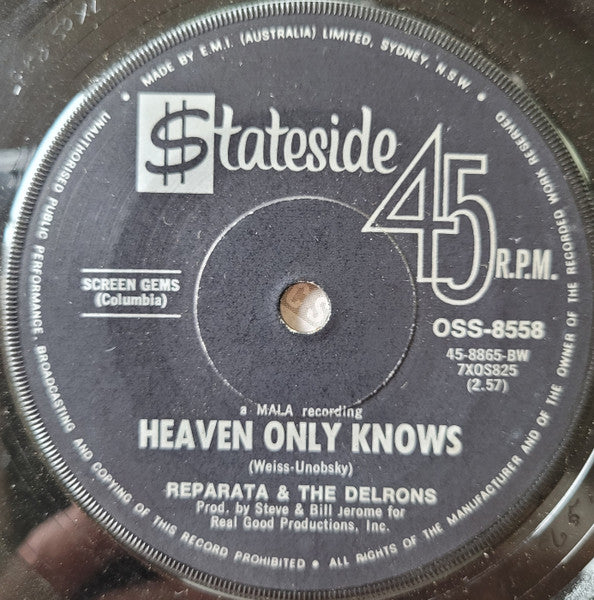 • MADE BY E.M.I. (AUSTRALIA) LIMITED, SYDNEY, N.S.W. •
UNAUTHORISED PUBLIC PERFORMANCE, BROADCASTING AND COPYING OF THIS RECORD PROHIBITED • ALL RIGHTS OF THE MANUFACTURER AND OF THE OWNER OF THE RECORDED WORK RESERVED
$tateside
45 R.P.M.
SCREEN GEMS
(Columbia)
OSS-8558
45-8865-BW
7XOS825
(2.57)
a MALA recording
HEAVEN ONLY KNOWS
(Weiss-Unobsky)
REPARATA & THE DELRONS
Prod. by Steve & Bill Jerome for
Real Good Productions, Inc.